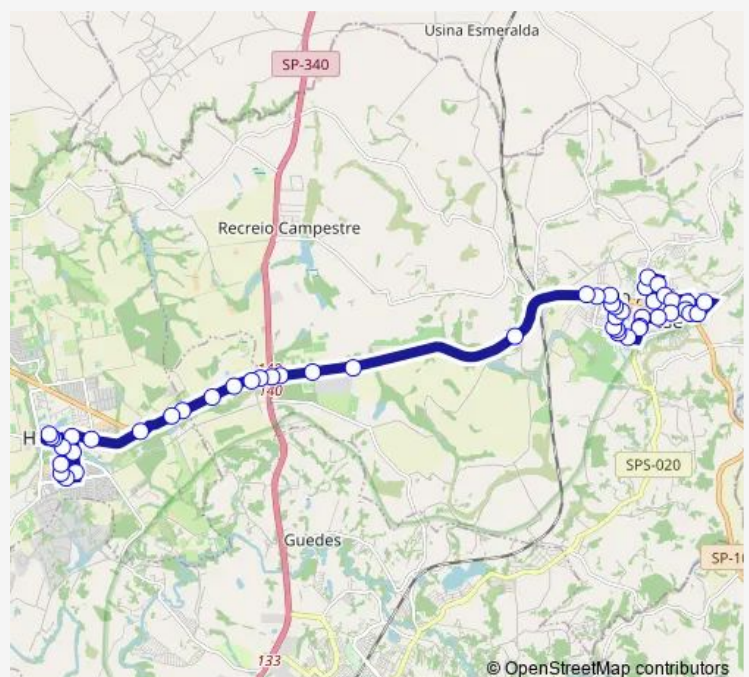 Usina Esmeralda
SP-340
Recreio Campestre
140
SPS-020
Guedes
133
© OpenStreetMap contributors